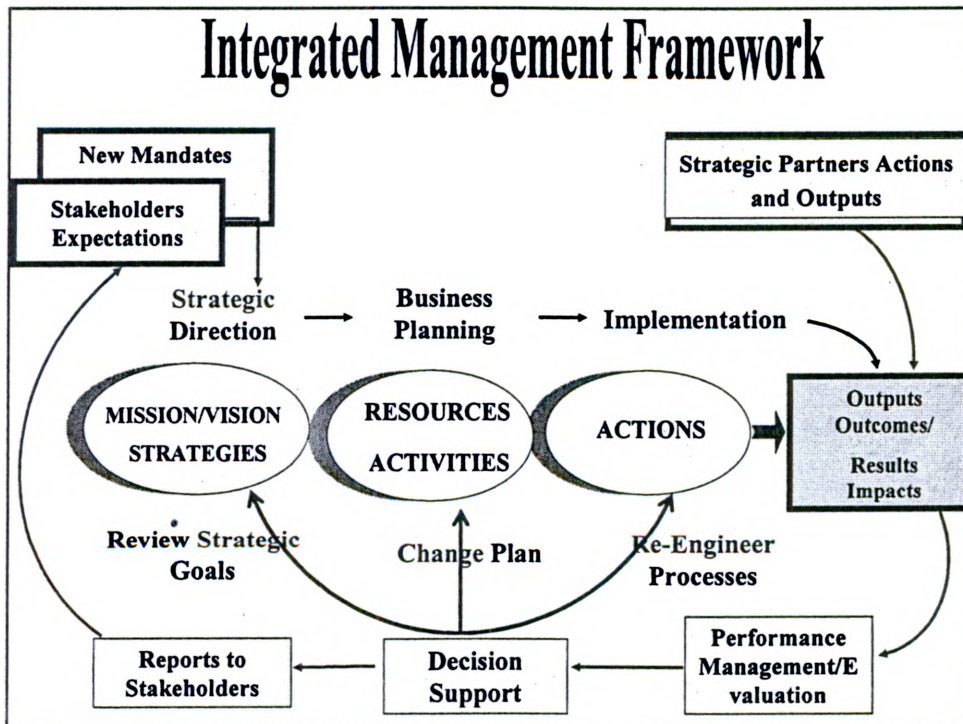 Integrated Management Framework
New Mandates
Stakeholders
Expectations
Strategic Partners Actions
and Outputs
Strategic
Direction
Business
Planning
Implementation
MISSION/VISION
STRATEGIES
RESOURCES
ACTIVITIES
ACTIONS
Outputs
Outcomes/
Results
Impacts
Review Strategic
Goals
Change Plan
Re-Engineer
Processes
Reports to
Stakeholders
Decision
Support
Performance
Management/E
valuation